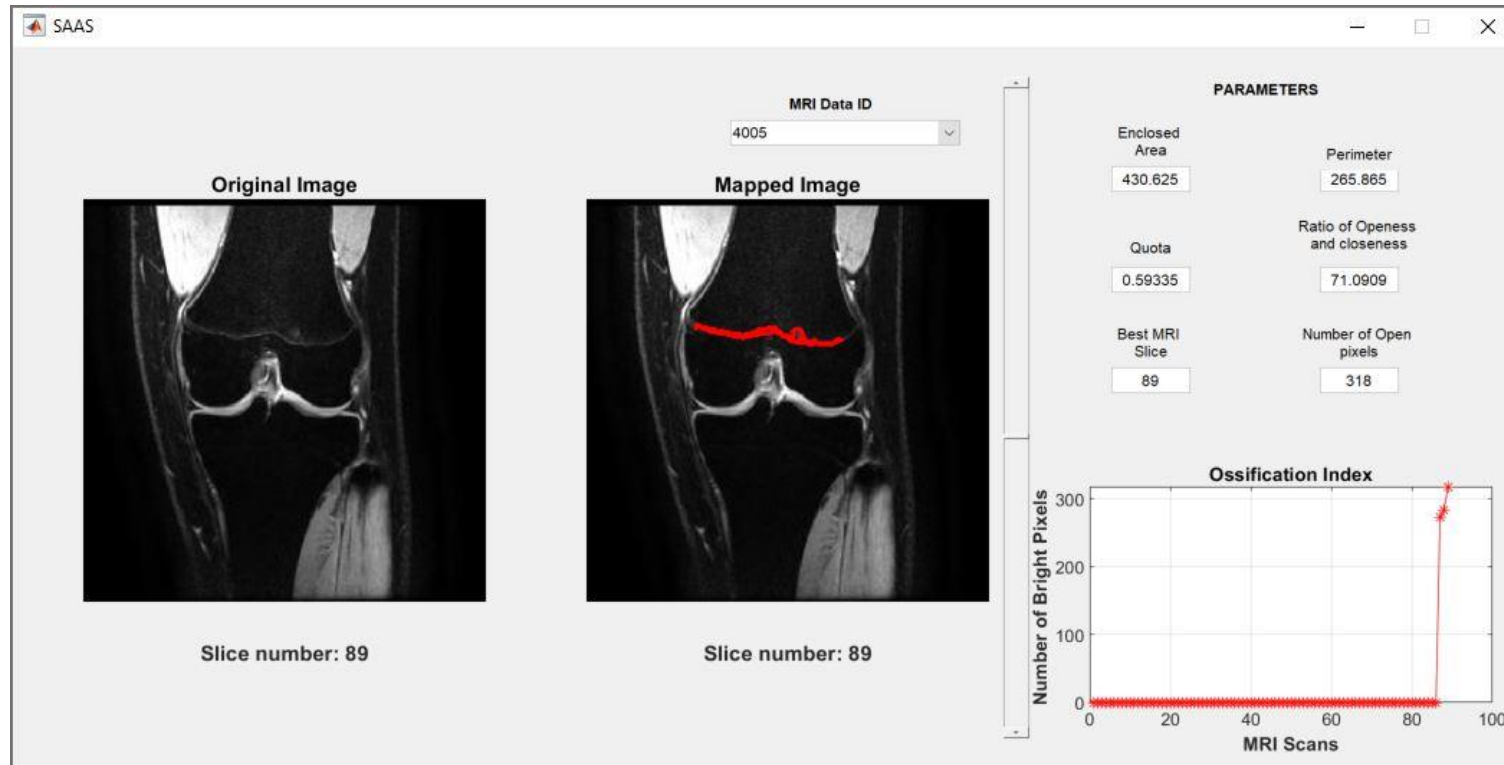 SAAS
MRI Data ID
4005
Original Image
Mapped Image
Slice number: 89
Slice number: 89
PARAMETERS
Enclosed
Area
430.625
Perimeter
265.865
Quota
0.59335
Ratio of Openess
and closeness
71.0909
Best MRI
Slice
89
Number of Open
pixels
318
Ossification Index
Number of Bright Pixels
300
200
100
0
0 20 40 60 80 100
MRI Scans